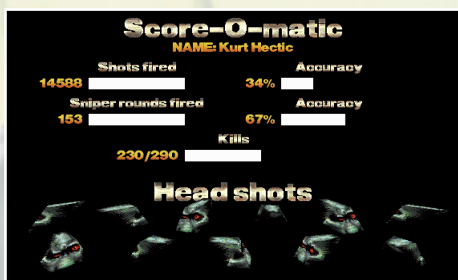 Score-O-matic
NAME: Kurt Hectic
Shots fired Accuracy
14588 34%
Sniper rounds fired Accuracy
153 67%
Kills
230/290
Head shots